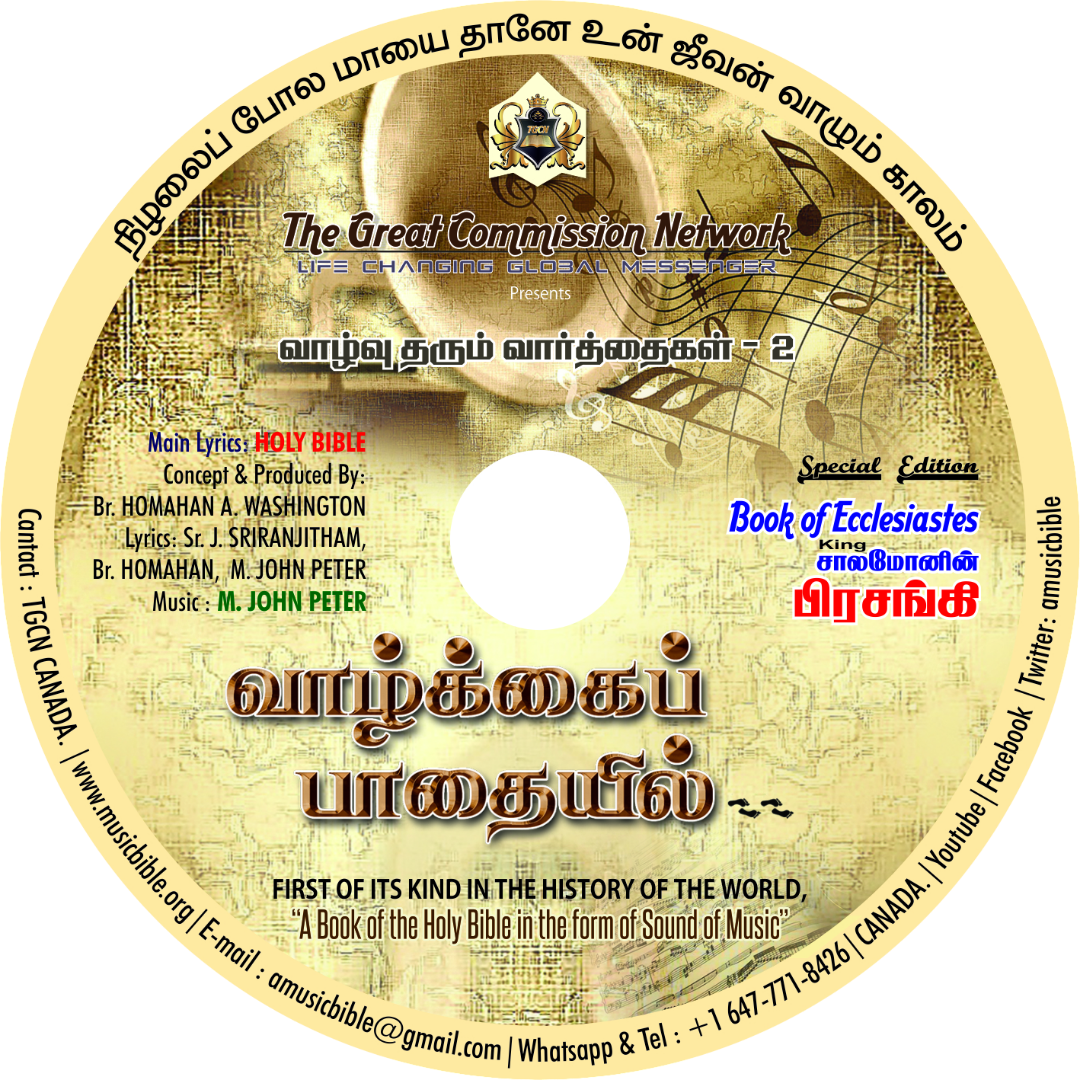 நிழலைப் போல மாயை தானே உன் ஜீவன் வாழும் காலம்
TGCN
The Great Commission Network
LIFE CHANGING GLOBAL MESSENGER
Presents
வாழ்வு தரும் வார்த்தைகள் - 2
Main Lyrics: HOLY BIBLE
Concept & Produced By:
Br. HOMAHAN A. WASHINGTON
Lyrics: Sr. J. SRIRANJITHAM,
Br. HOMAHAN, M. JOHN PETER
Music : M. JOHN PETER
Special Edition
Book of Ecclesiastes
King
சாலமோனின்
பிரசங்கி
வாழ்க்கைப்
பாதையில்
FIRST OF ITS KIND IN THE HISTORY OF THE WORLD,
“A Book of the Holy Bible in the form of Sound of Music”
Cantact : TGCN CANADA. | www.musicbible.org | E-mail : amusicbible@gmail.com | Whatsapp & Tel : +1 647-771-8426 | CANADA. | Youtube | Facebook | Twitter: amusicbible